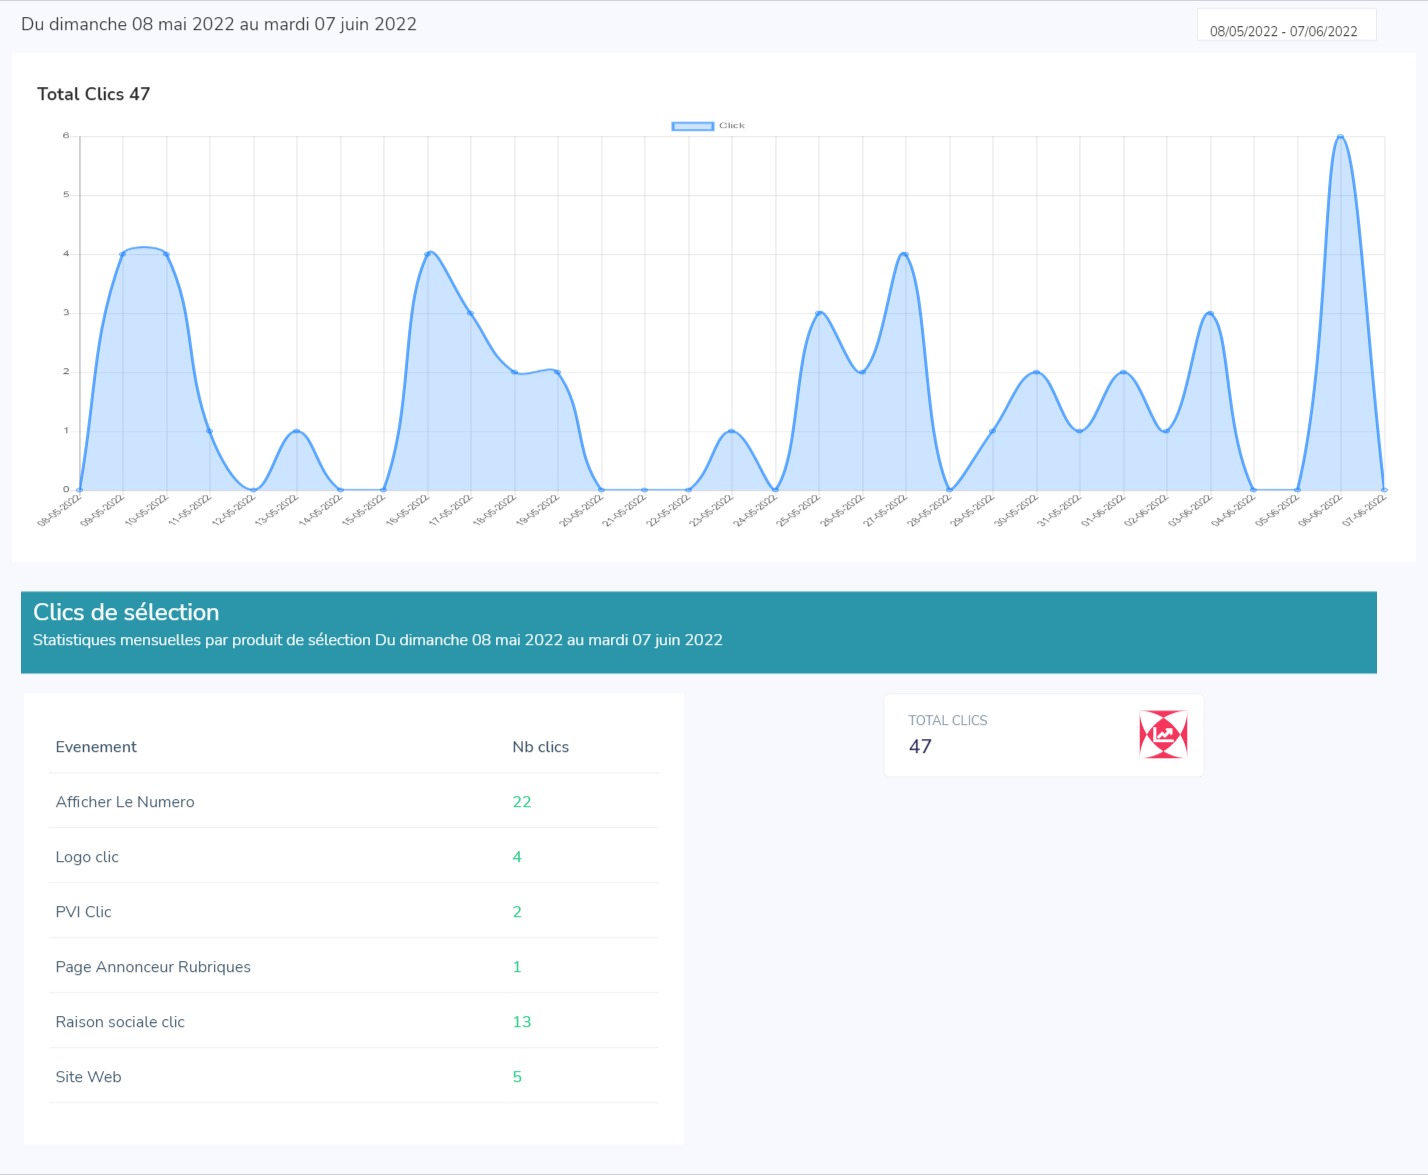 Du dimanche 08 mai 2022 au mardi 07 juin 2022
08/05/2022 - 07/06/2022
Total Clics 47
Click
6
5
4
3
2
1
0
08-05-2022 09-05-2022 10-05-2022 11-05-2022 12-05-2022 13-05-2022 14-05-2022 15-05-2022 16-05-2022 17-05-2022 18-05-2022 19-05-2022 20-05-2022 21-05-2022 22-05-2022 23-05-2022 24-05-2022 25-05-2022 26-05-2022 27-05-2022 28-05-2022 29-05-2022 30-05-2022 31-05-2022 01-06-2022 02-06-2022 03-06-2022 04-06-2022 05-06-2022 06-06-2022 07-06-2022
Clics de sélection
Statistiques mensuelles par produit de sélection Du dimanche 08 mai 2022 au mardi 07 juin 2022
Evenement Nb clics
Afficher Le Numero 22
Logo clic 4
PVI Clic 2
Page Annonceur Rubriques 1
Raison sociale clic 13
Site Web 5
TOTAL CLICS
47